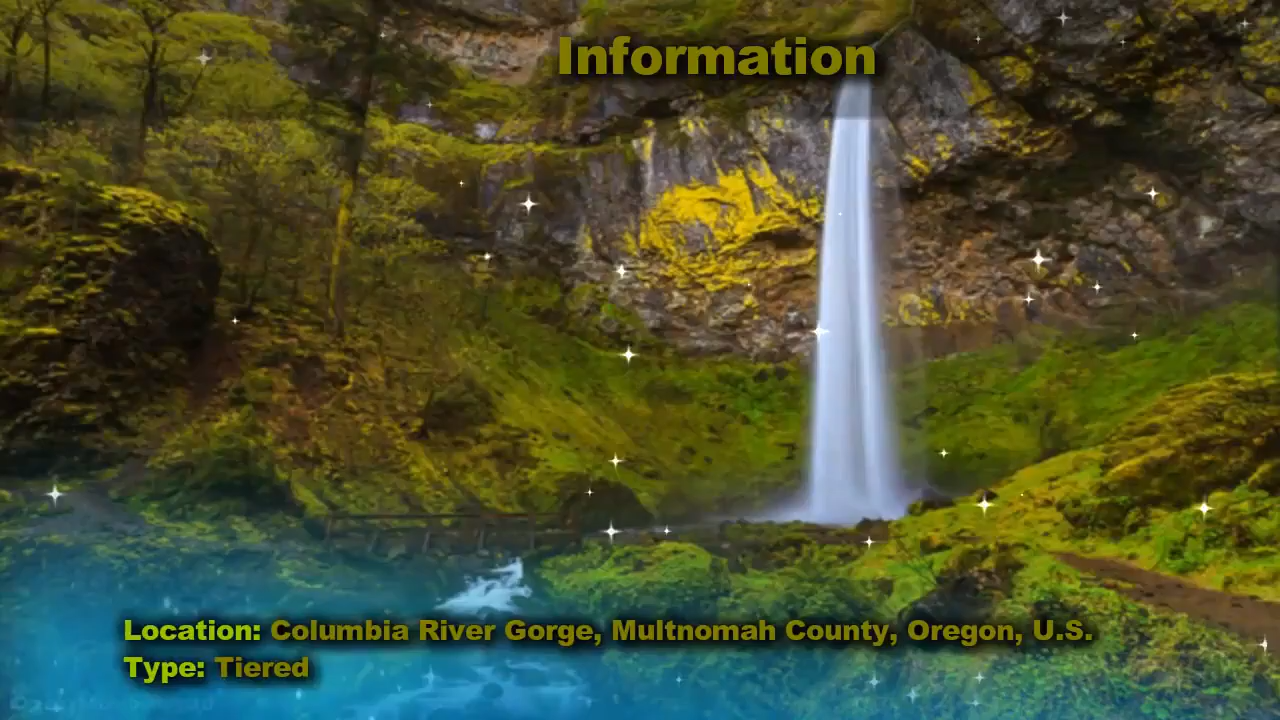 Information
Location: Columbia River Gorge, Multnomah County, Oregon, U.S.
Type: Tiered